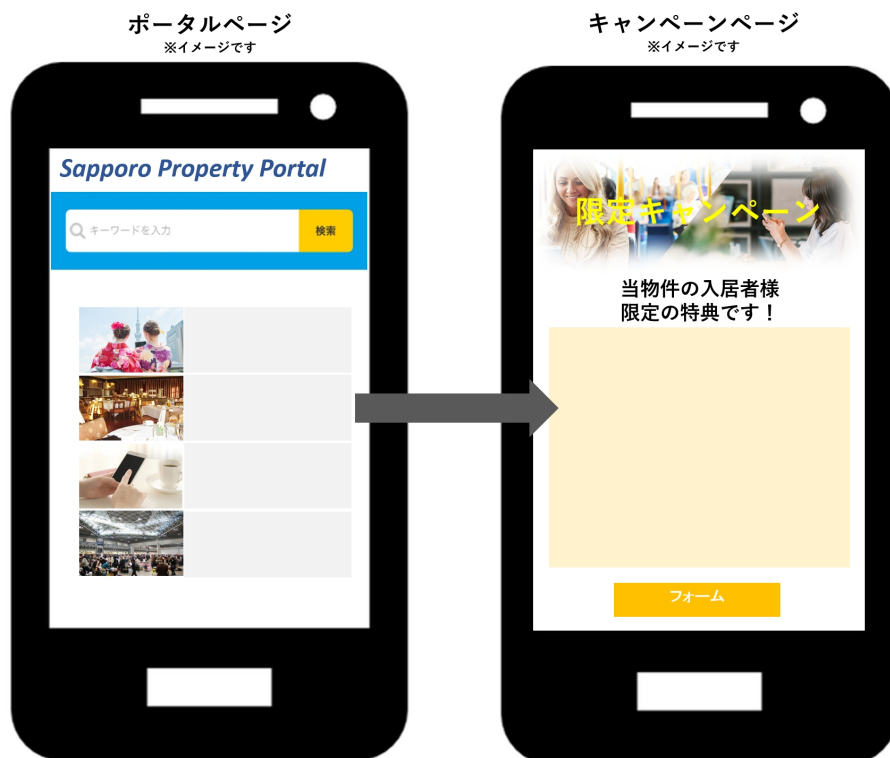 ポータルページ
※イメージです
Sapporo Property Portal
キーワードを入力
検索
キャンペーンページ
※イメージです
限定キャンペーン
当物件の入居者様
限定の特典です！
フォーム